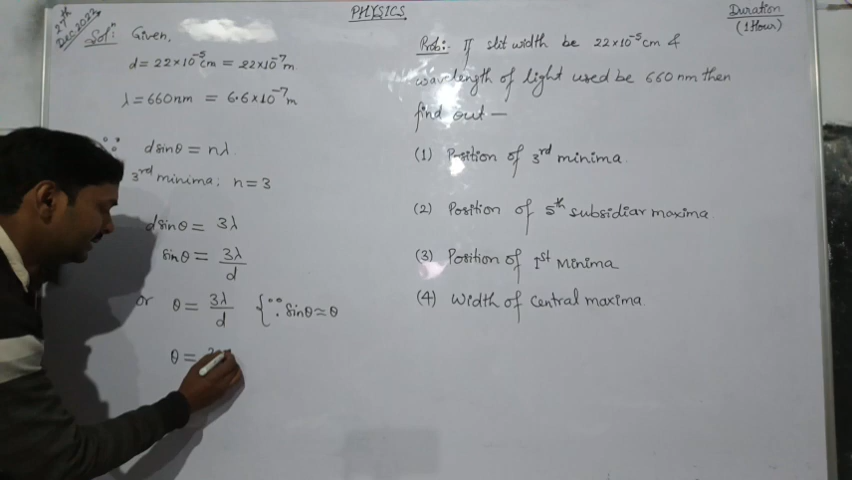 PHYSICS
27th Dec, 2023
Duration
(1 Hour)
Solⁿ: Given,
d = 22×10⁻⁵cm = 22×10⁻⁷m
λ = 660nm = 6.6×10⁻⁷m
∵ dsinθ = nλ
3rd minima; n = 3
dsinθ = 3λ
sinθ = 3λ/d
or θ = 3λ/d {∵ sinθ ≃ θ
θ =
Prob:- If slit width be 22×10⁻⁵cm &
wavelength of light used be 660 nm then
find out —
(1) Position of 3rd minima.
(2) Position of 5th subsidiar maxima
(3) Position of 1st Minima
(4) Width of Central maxima.